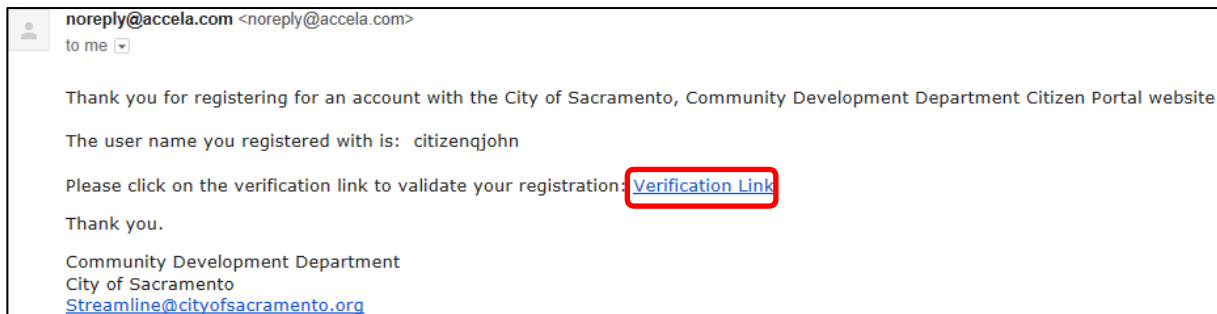 noreply@accela.com <noreply@accela.com>
to me
Thank you for registering for an account with the City of Sacramento, Community Development Department Citizen Portal website
The user name you registered with is: citizenqjohn
Please click on the verification link to validate your registration: Verification Link
Thank you.
Community Development Department
City of Sacramento
Streamline@cityofsacramento.org